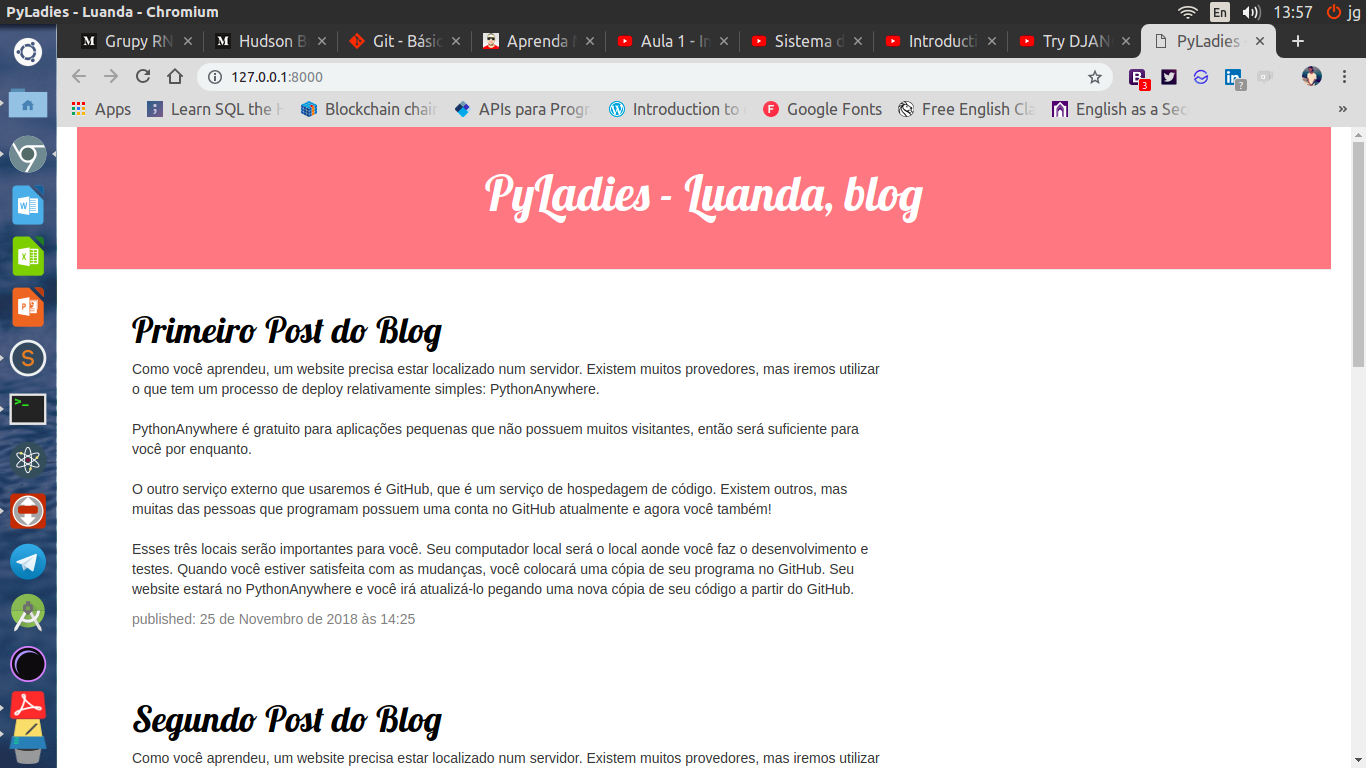 PyLadies - Luanda - Chromium
En
13:57
jg
Grupy RN
Hudson B
Git - Básic
Aprenda
Aula 1 - In
Sistema d
Introducti
Try DJAN
PyLadies
127.0.0.1:8000
3
?
Apps
Learn SQL the H
Blockchain chain
APIs para Progr
Introduction to
Google Fonts
Free English Cla
English as a Sec
»
PyLadies - Luanda, blog
Primeiro Post do Blog
Como você aprendeu, um website precisa estar localizado num servidor. Existem muitos provedores, mas iremos utilizar
o que tem um processo de deploy relativamente simples: PythonAnywhere.
PythonAnywhere é gratuito para aplicações pequenas que não possuem muitos visitantes, então será suficiente para
você por enquanto.
O outro serviço externo que usaremos é GitHub, que é um serviço de hospedagem de código. Existem outros, mas
muitas das pessoas que programam possuem uma conta no GitHub atualmente e agora você também!
Esses três locais serão importantes para você. Seu computador local será o local aonde você faz o desenvolvimento e
testes. Quando você estiver satisfeita com as mudanças, você colocará uma cópia de seu programa no GitHub. Seu
website estará no PythonAnywhere e você irá atualizá-lo pegando uma nova cópia de seu código a partir do GitHub.
published: 25 de Novembro de 2018 às 14:25
Segundo Post do Blog
Como você aprendeu, um website precisa estar localizado num servidor. Existem muitos provedores, mas iremos utilizar